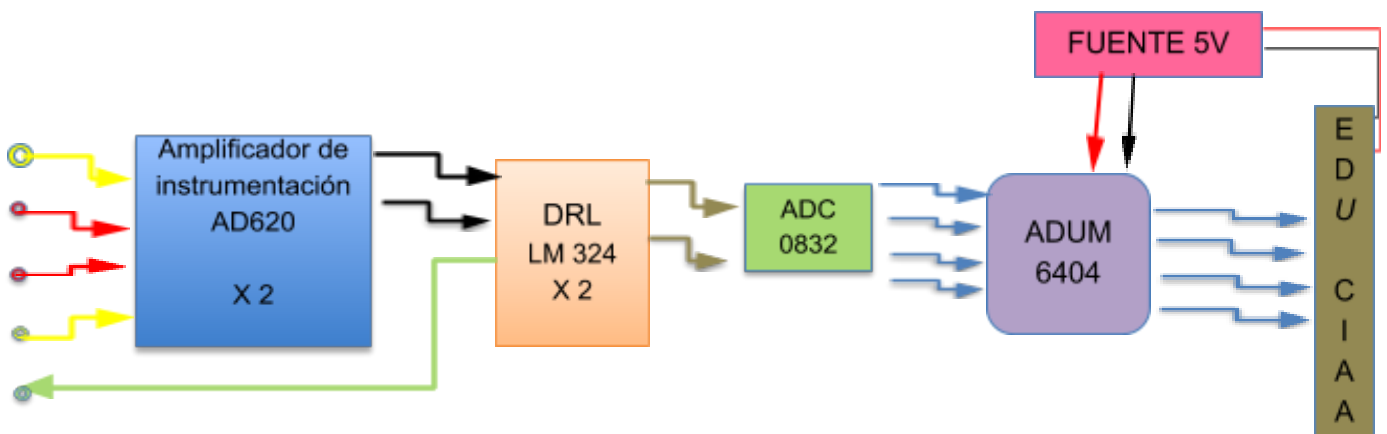 FUENTE 5V
Amplificador de
instrumentación
AD620
X 2
DRL
LM 324
X 2
ADC
0832
ADUM
6404
E
D
U
C
I
A
A